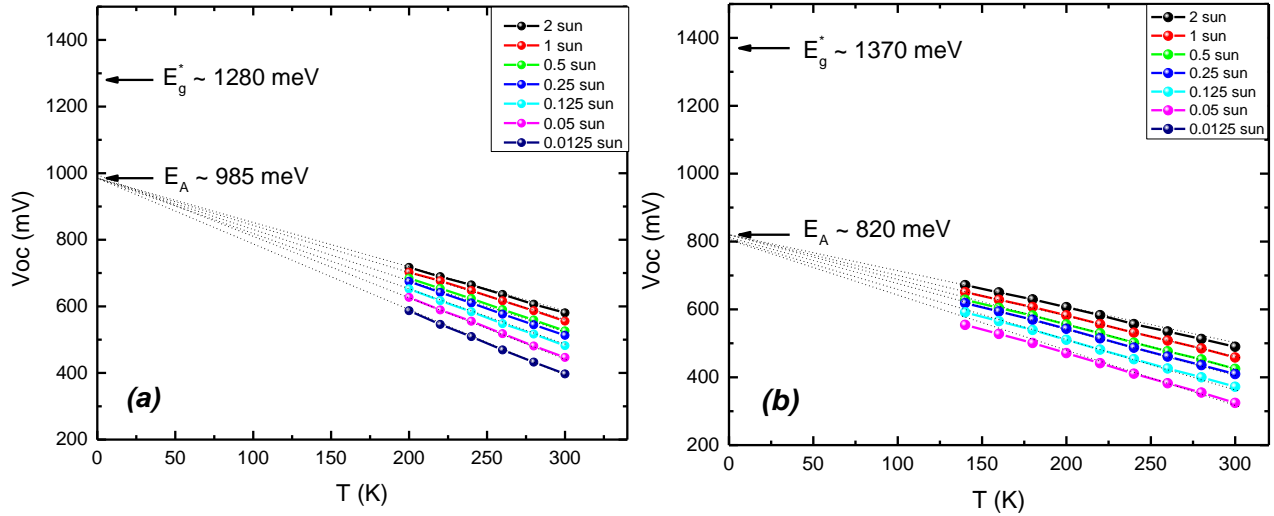 1400
1200
1000
800
600
400
200
Voc (mV)
E*g ~ 1280 meV
EA ~ 985 meV
2 sun
1 sun
0.5 sun
0.25 sun
0.125 sun
0.05 sun
0.0125 sun
(a)
0 50 100 150 200 250 300
T (K)
1400
1200
1000
800
600
400
200
Voc (mV)
E*g ~ 1370 meV
EA ~ 820 meV
2 sun
1 sun
0.5 sun
0.25 sun
0.125 sun
0.05 sun
0.0125 sun
(b)
0 50 100 150 200 250 300
T (K)